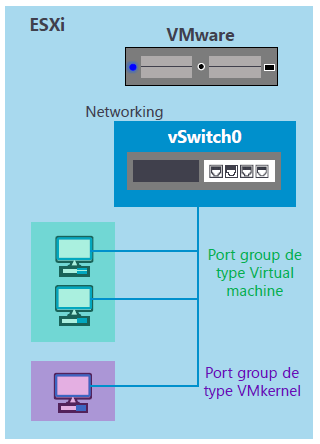 ESXi
VMware
Networking
vSwitch0
Port group de
type Virtual
machine
Port group de
type VMkernel